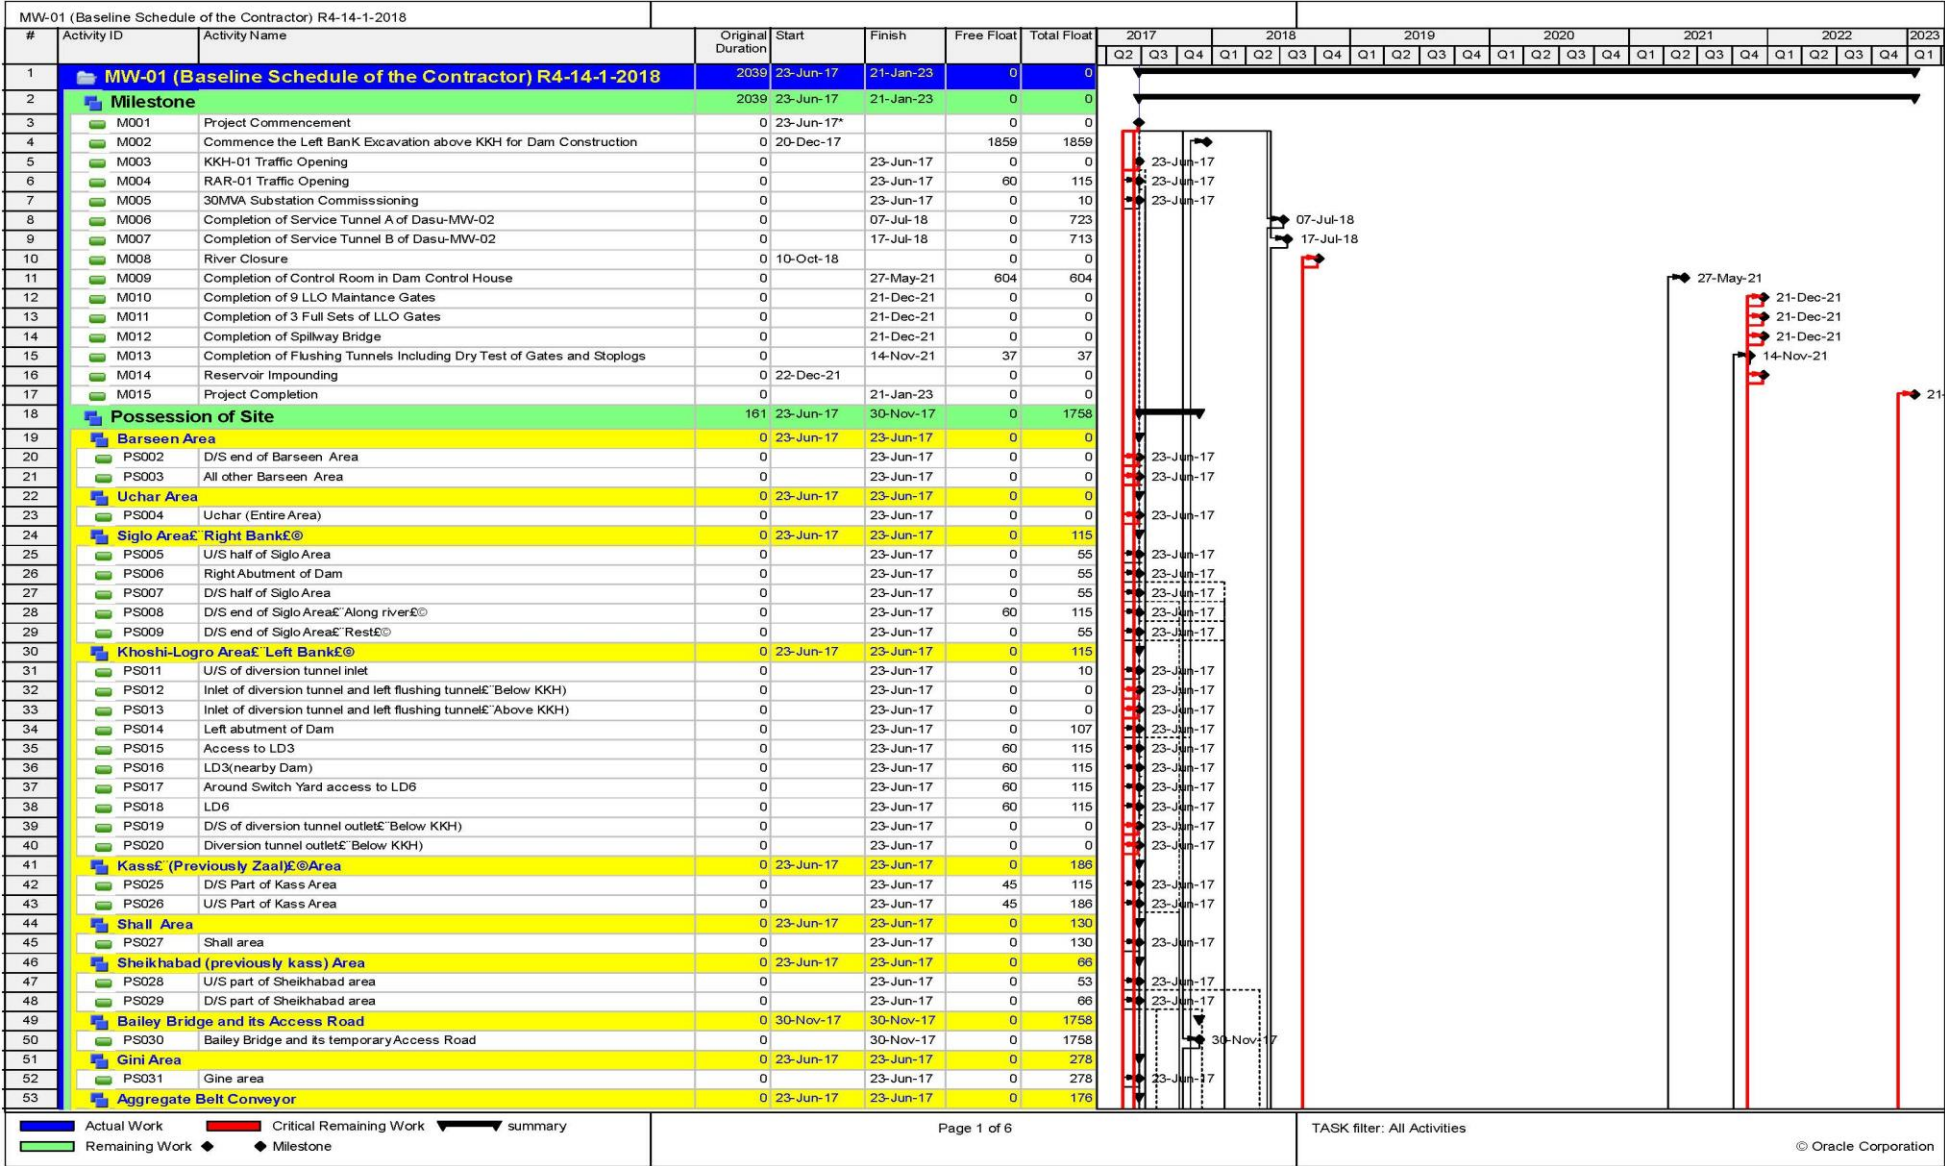 MW-01 (Baseline Schedule of the Contractor) R4-14-1-2018
# Activity ID Activity Name Original Duration Start Finish Free Float Total Float 2017 2018 2019 2020 2021 2022 2023
Q2 Q3 Q4 Q1 Q2 Q3 Q4 Q1 Q2 Q3 Q4 Q1 Q2 Q3 Q4 Q1 Q2 Q3 Q4 Q1 Q2 Q3 Q4 Q1
1 MW-01 (Baseline Schedule of the Contractor) R4-14-1-2018 2039 23-Jun-17 21-Jan-23 0 0
2 Milestone 2039 23-Jun-17 21-Jan-23 0 0
3 M001 Project Commencement 0 23-Jun-17* 0 0
4 M002 Commence the Left BanK Excavation above KKH for Dam Construction 0 20-Dec-17 1859 1859
5 M003 KKH-01 Traffic Opening 0 23-Jun-17 0 0 23-Jun-17
6 M004 RAR-01 Traffic Opening 0 23-Jun-17 60 115 23-Jun-17
7 M005 30MVA Substation Commisssioning 0 23-Jun-17 0 10 23-Jun-17
8 M006 Completion of Service Tunnel A of Dasu-MW-02 0 07-Jul-18 0 723 07-Jul-18
9 M007 Completion of Service Tunnel B of Dasu-MW-02 0 17-Jul-18 0 713 17-Jul-18
10 M008 River Closure 0 10-Oct-18 0 0
11 M009 Completion of Control Room in Dam Control House 0 27-May-21 604 604 27-May-21
12 M010 Completion of 9 LLO Maintance Gates 0 21-Dec-21 0 0 21-Dec-21
13 M011 Completion of 3 Full Sets of LLO Gates 0 21-Dec-21 0 0 21-Dec-21
14 M012 Completion of Spillway Bridge 0 21-Dec-21 0 0 21-Dec-21
15 M013 Completion of Flushing Tunnels Including Dry Test of Gates and Stoplogs 0 14-Nov-21 37 37 14-Nov-21
16 M014 Reservoir Impounding 0 22-Dec-21 0 0
17 M015 Project Completion 0 21-Jan-23 0 0 21-
18 Possession of Site 161 23-Jun-17 30-Nov-17 0 1758
19 Barseen Area 0 23-Jun-17 23-Jun-17 0 0
20 PS002 D/S end of Barseen Area 0 23-Jun-17 0 0 23-Jun-17
21 PS003 All other Barseen Area 0 23-Jun-17 0 0 23-Jun-17
22 Uchar Area 0 23-Jun-17 23-Jun-17 0 0
23 PS004 Uchar (Entire Area) 0 23-Jun-17 0 0 23-Jun-17
24 Siglo Area£¨Right Bank£© 0 23-Jun-17 23-Jun-17 0 115
25 PS005 U/S half of Siglo Area 0 23-Jun-17 0 55 23-Jun-17
26 PS006 Right Abutment of Dam 0 23-Jun-17 0 55 23-Jun-17
27 PS007 D/S half of Siglo Area 0 23-Jun-17 0 55 23-Jun-17
28 PS008 D/S end of Siglo Area£¨Along river£© 0 23-Jun-17 60 115 23-Jun-17
29 PS009 D/S end of Siglo Area£¨Rest£© 0 23-Jun-17 0 55 23-Jun-17
30 Khoshi-Logro Area£¨Left Bank£© 0 23-Jun-17 23-Jun-17 0 115
31 PS011 U/S of diversion tunnel inlet 0 23-Jun-17 0 10 23-Jun-17
32 PS012 Inlet of diversion tunnel and left flushing tunnel£¨Below KKH) 0 23-Jun-17 0 0 23-Jun-17
33 PS013 Inlet of diversion tunnel and left flushing tunnel£¨Above KKH) 0 23-Jun-17 0 0 23-Jun-17
34 PS014 Left abutment of Dam 0 23-Jun-17 0 107 23-Jun-17
35 PS015 Access to LD3 0 23-Jun-17 60 115 23-Jun-17
36 PS016 LD3(nearby Dam) 0 23-Jun-17 60 115 23-Jun-17
37 PS017 Around Switch Yard access to LD6 0 23-Jun-17 60 115 23-Jun-17
38 PS018 LD6 0 23-Jun-17 60 115 23-Jun-17
39 PS019 D/S of diversion tunnel outlet£¨Below KKH) 0 23-Jun-17 0 0 23-Jun-17
40 PS020 Diversion tunnel outlet£¨Below KKH) 0 23-Jun-17 0 0 23-Jun-17
41 Kass£¨(Previously Zaal)£©Area 0 23-Jun-17 23-Jun-17 0 186
42 PS025 D/S Part of Kass Area 0 23-Jun-17 45 115 23-Jun-17
43 PS026 U/S Part of Kass Area 0 23-Jun-17 45 186 23-Jun-17
44 Shall Area 0 23-Jun-17 23-Jun-17 0 130
45 PS027 Shall area 0 23-Jun-17 0 130 23-Jun-17
46 Sheikhabad (previously kass) Area 0 23-Jun-17 23-Jun-17 0 66
47 PS028 U/S part of Sheikhabad area 0 23-Jun-17 0 53 23-Jun-17
48 PS029 D/S part of Sheikhabad area 0 23-Jun-17 0 66 23-Jun-17
49 Bailey Bridge and its Access Road 0 30-Nov-17 30-Nov-17 0 1758
50 PS030 Bailey Bridge and its temporary Access Road 0 30-Nov-17 0 1758 30-Nov-17
51 Gini Area 0 23-Jun-17 23-Jun-17 0 278
52 PS031 Gine area 0 23-Jun-17 0 278 23-Jun-17
53 Aggregate Belt Conveyor 0 23-Jun-17 23-Jun-17 0 176
Actual Work Critical Remaining Work summary Page 1 of 6 TASK filter: All Activities
Remaining Work Milestone © Oracle Corporation